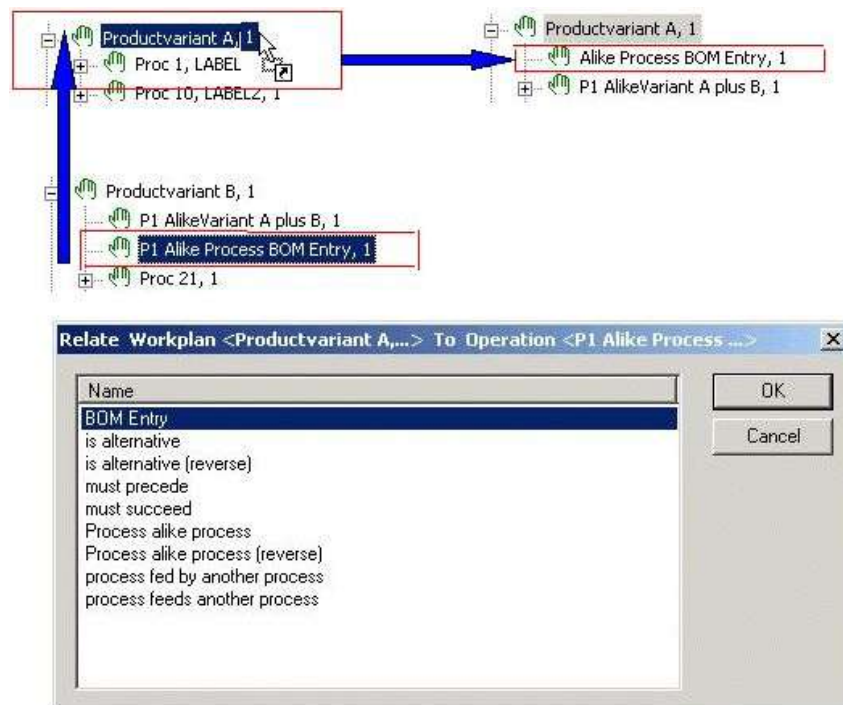 Productvariant A, 1
Proc 1, LABEL
Proc 10, LABEL2, 1
Productvariant A, 1
Alike Process BOM Entry, 1
P1 AlikeVariant A plus B, 1
Productvariant B, 1
P1 AlikeVariant A plus B, 1
P1 Alike Process BOM Entry, 1
Proc 21, 1
Relate Workplan <Productvariant A,...> To Operation <P1 Alike Process ...>
Name
BOM Entry
is alternative
is alternative (reverse)
must precede
must succeed
Process alike process
Process alike process (reverse)
process fed by another process
process feeds another process
OK
Cancel